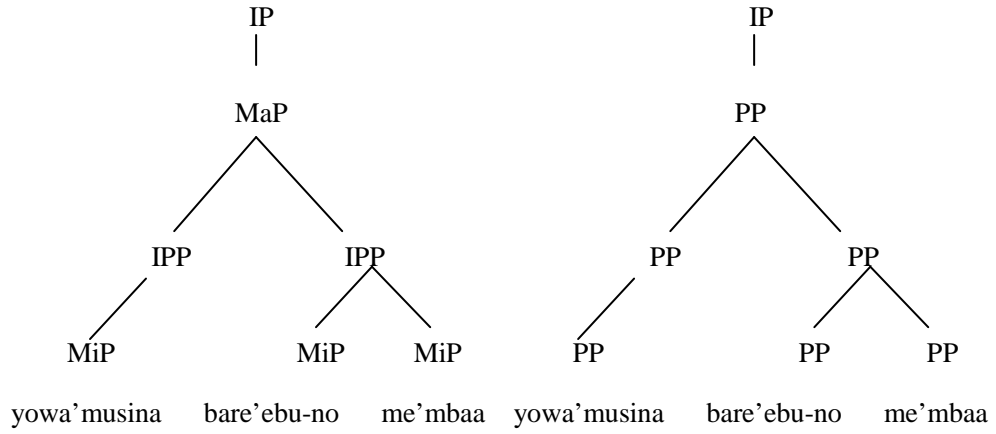 IP IP
MaP PP
IPP IPP PP PP
MiP MiP MiP PP PP PP
yowa’musina bare’ebu-no me’mbaa yowa’musina bare’ebu-no me’mbaa